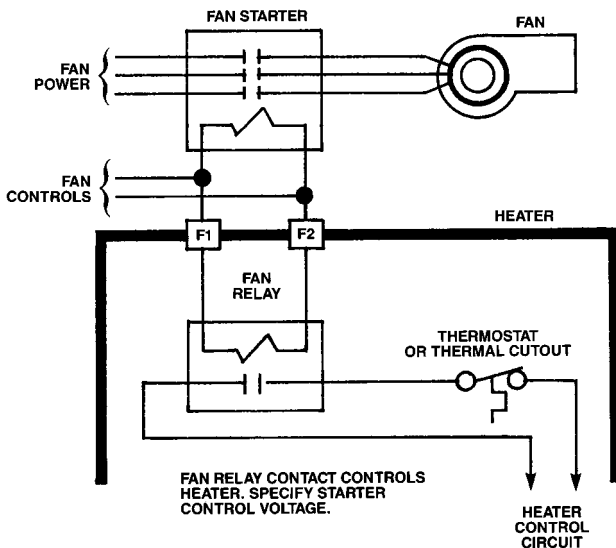 FAN STARTER
FAN
FAN
POWER
FAN
CONTROLS
HEATER
F1
F2
FAN
RELAY
THERMOSTAT
OR THERMAL CUTOUT
FAN RELAY CONTACT CONTROLS
HEATER. SPECIFY STARTER
CONTROL VOLTAGE.
HEATER
CONTROL
CIRCUIT